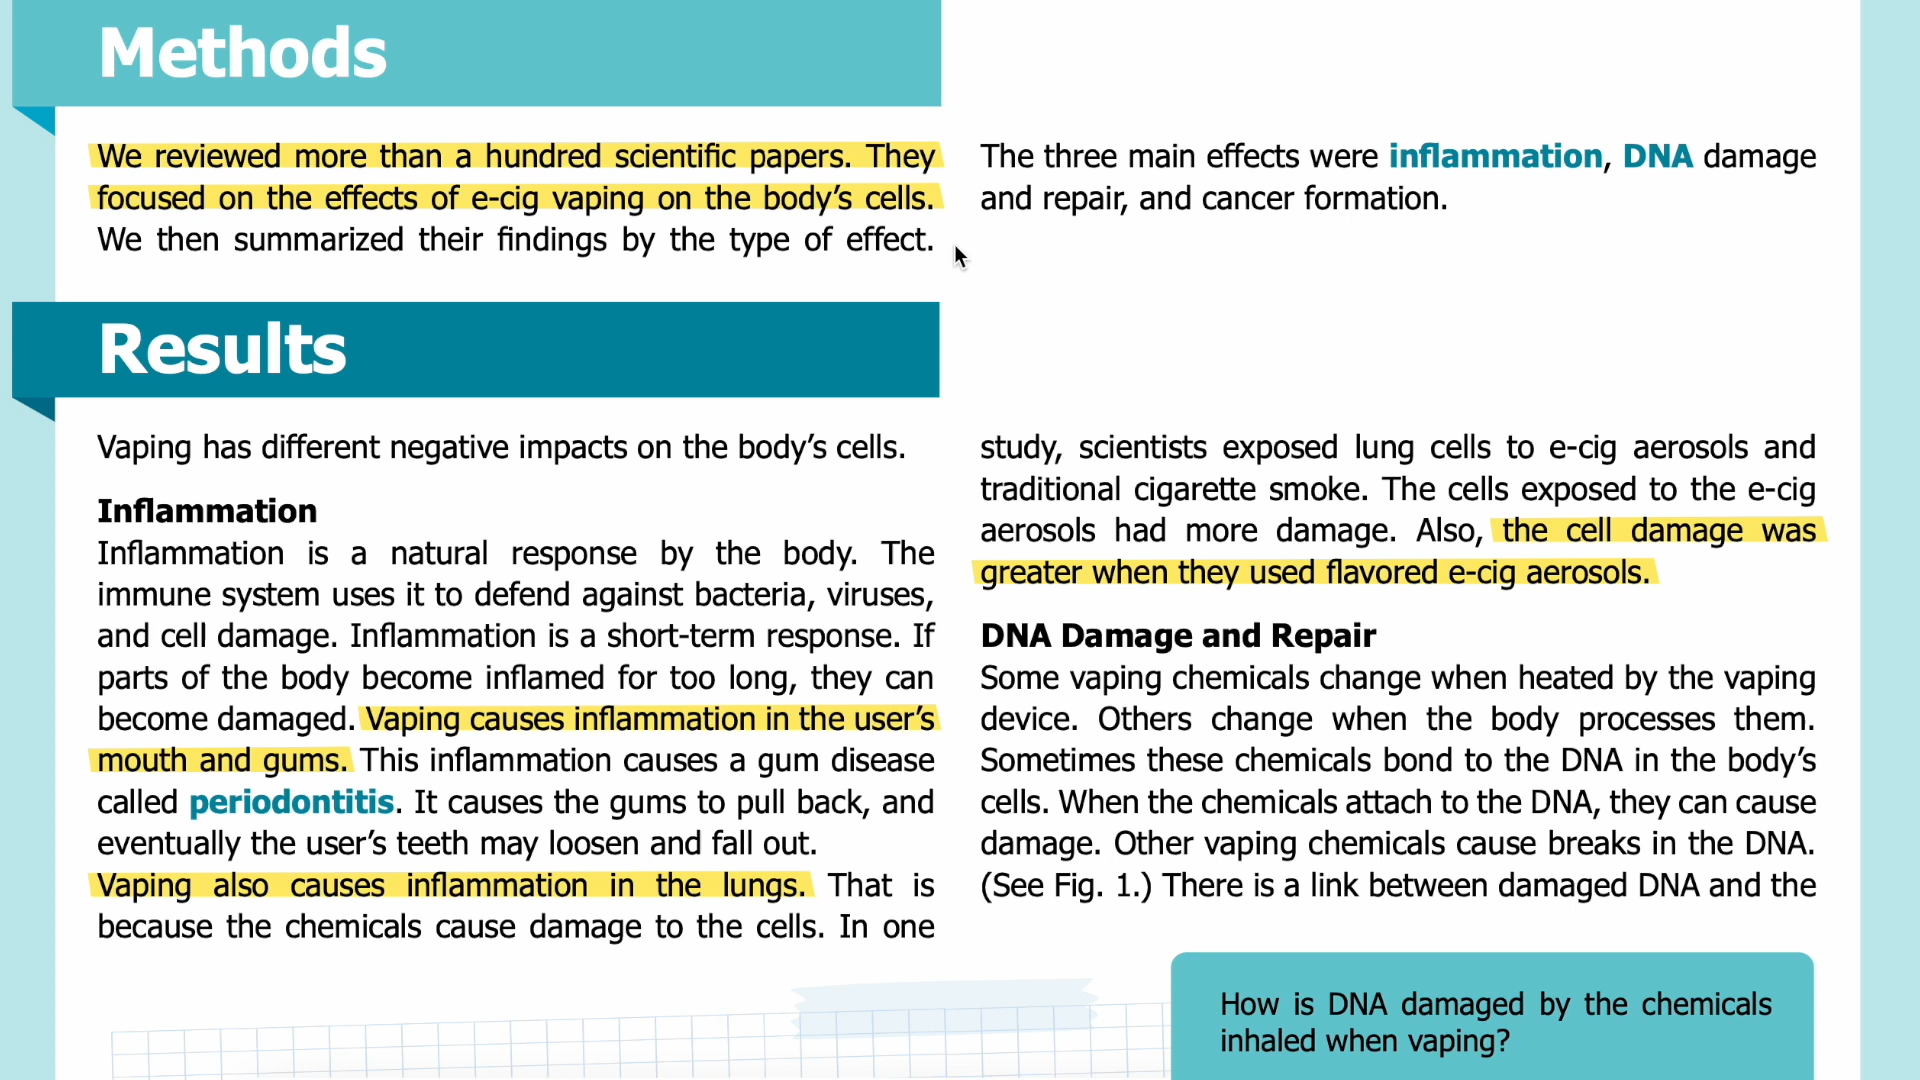 Methods
We reviewed more than a hundred scientific papers. They
focused on the effects of e-cig vaping on the body's cells.
We then summarized their findings by the type of effect.
The three main effects were inflammation, DNA damage
and repair, and cancer formation.
Results
Vaping has different negative impacts on the body's cells.
Inflammation
Inflammation is a natural response by the body. The
immune system uses it to defend against bacteria, viruses,
and cell damage. Inflammation is a short-term response. If
parts of the body become inflamed for too long, they can
become damaged. Vaping causes inflammation in the user's
mouth and gums. This inflammation causes a gum disease
called periodontitis. It causes the gums to pull back, and
eventually the user's teeth may loosen and fall out.
Vaping also causes inflammation in the lungs. That is
because the chemicals cause damage to the cells. In one
study, scientists exposed lung cells to e-cig aerosols and
traditional cigarette smoke. The cells exposed to the e-cig
aerosols had more damage. Also, the cell damage was
greater when they used flavored e-cig aerosols.
DNA Damage and Repair
Some vaping chemicals change when heated by the vaping
device. Others change when the body processes them.
Sometimes these chemicals bond to the DNA in the body's
cells. When the chemicals attach to the DNA, they can cause
damage. Other vaping chemicals cause breaks in the DNA.
(See Fig. 1.) There is a link between damaged DNA and the
How is DNA damaged by the chemicals
inhaled when vaping?